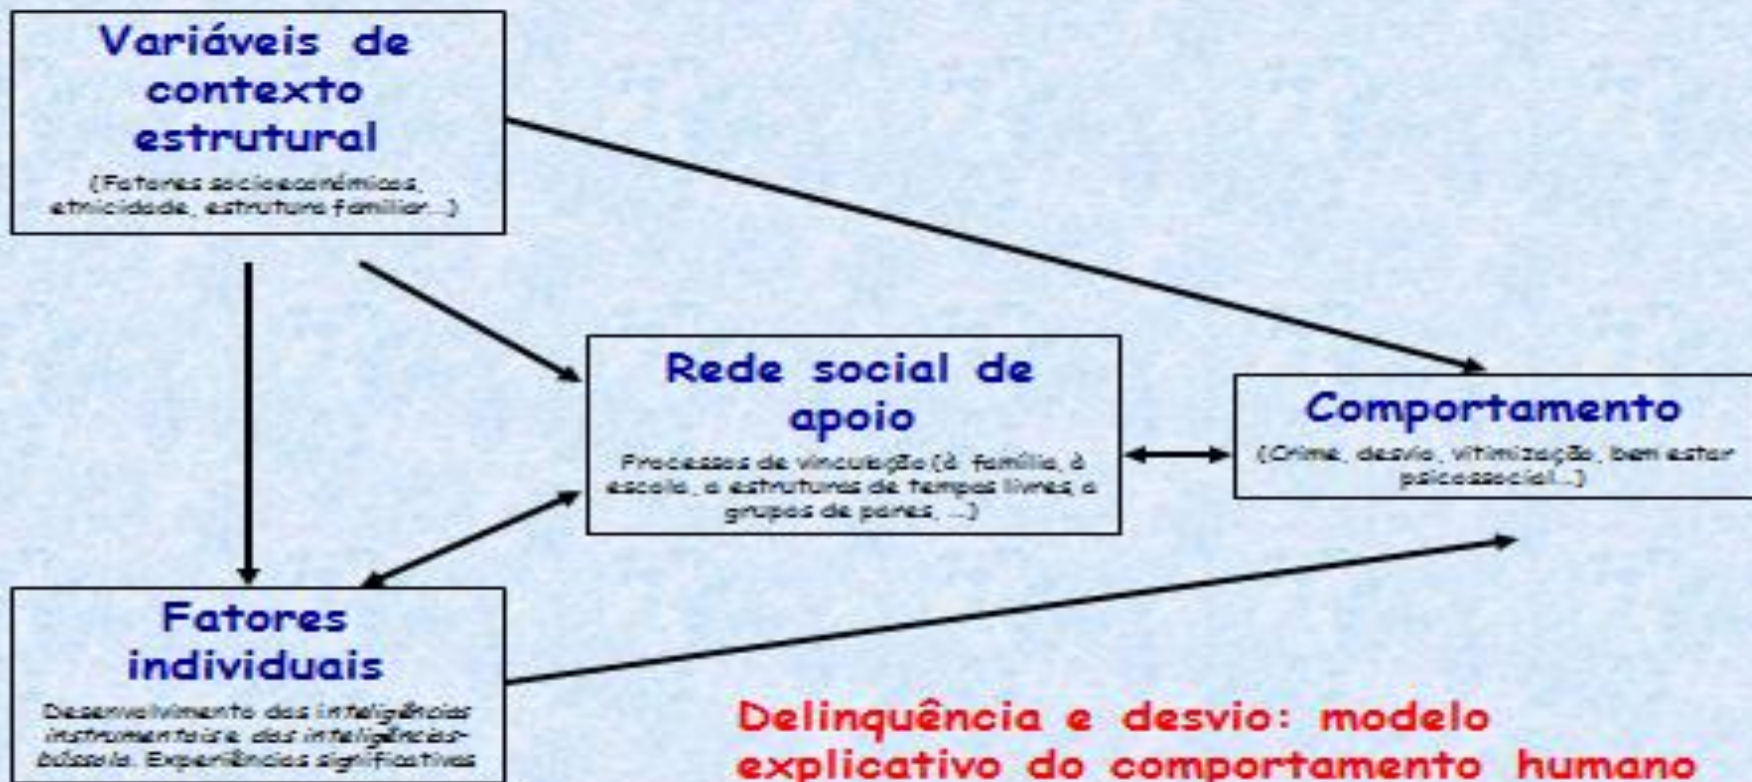 Variáveis de
contexto
estrutural
(Fatores socioeconómicos,
etnicidade, estrutura familiar...)
Rede social de
apoio
Processos de vinculação (à família, à
escola, a estruturas de tempos livres, a
grupos de pares, ...)
Comportamento
(Crime, desvio, vitimização, bem estar
psicossocial...)
Fatores
individuais
Desenvolvimento das inteligências
instrumentais e das inteligências-
bússola. Experiências significativas
Delinquência e desvio: modelo
explicativo do comportamento humano